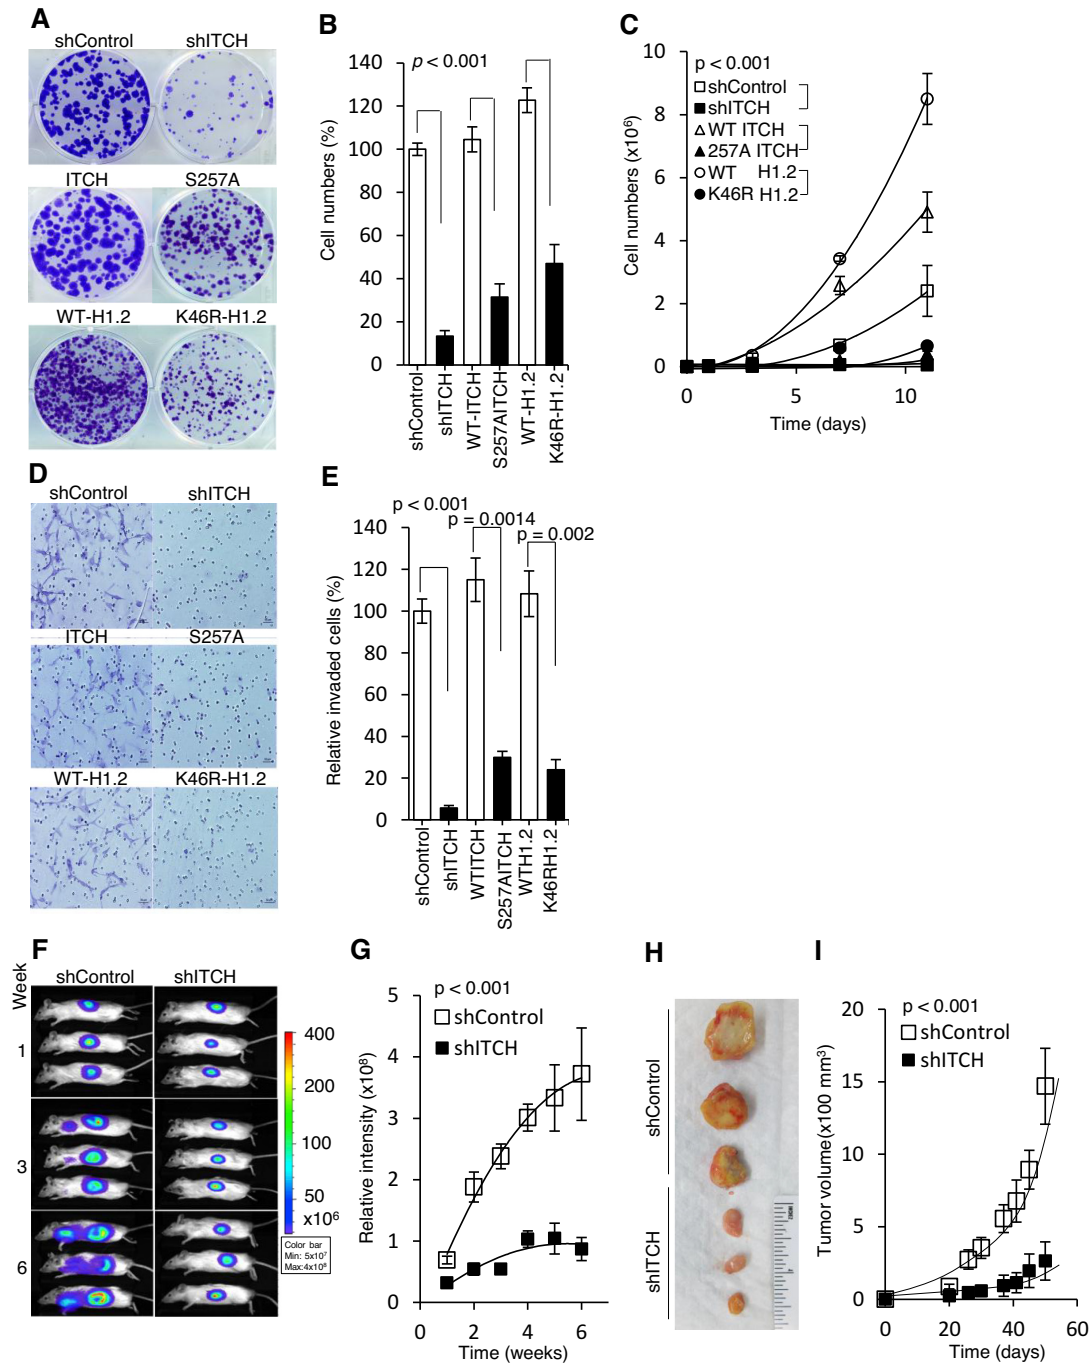 A
shControl shITCH
ITCH S257A
WT-H1.2 K46R-H1.2
B
p < 0.001
Cell numbers (%)
140
120
100
80
60
40
20
0
shControl
shITCH
WT-ITCH
S257AITCH
WT-H1.2
K46R-H1.2
C
p < 0.001
shControl
shITCH
WT ITCH
257A ITCH
WT H1.2
K46R H1.2
Cell numbers (x10⁶)
10
8
6
4
2
0
0 5 10
Time (days)
D
shControl shITCH
ITCH S257A
WT-H1.2 K46R-H1.2
E
p < 0.001
p = 0.0014
p = 0.002
Relative invaded cells (%)
140
120
100
80
60
40
20
0
shControl
shITCH
WTITCH
S257AITCH
WTH1.2
K46RH1.2
F
Week
shControl shITCH
1
3
6
400
200
100
50
x10⁶
Color bar
Min: 5x10⁷
Max:4x10⁸
G
p < 0.001
shControl
shITCH
Relative intensity (x10⁸)
5
4
3
2
1
0
0 2 4 6
Time (weeks)
H
shControl
shITCH
I
p < 0.001
shControl
shITCH
Tumor volume(x100 mm³)
20
15
10
5
0
0 20 40 60
Time (days)